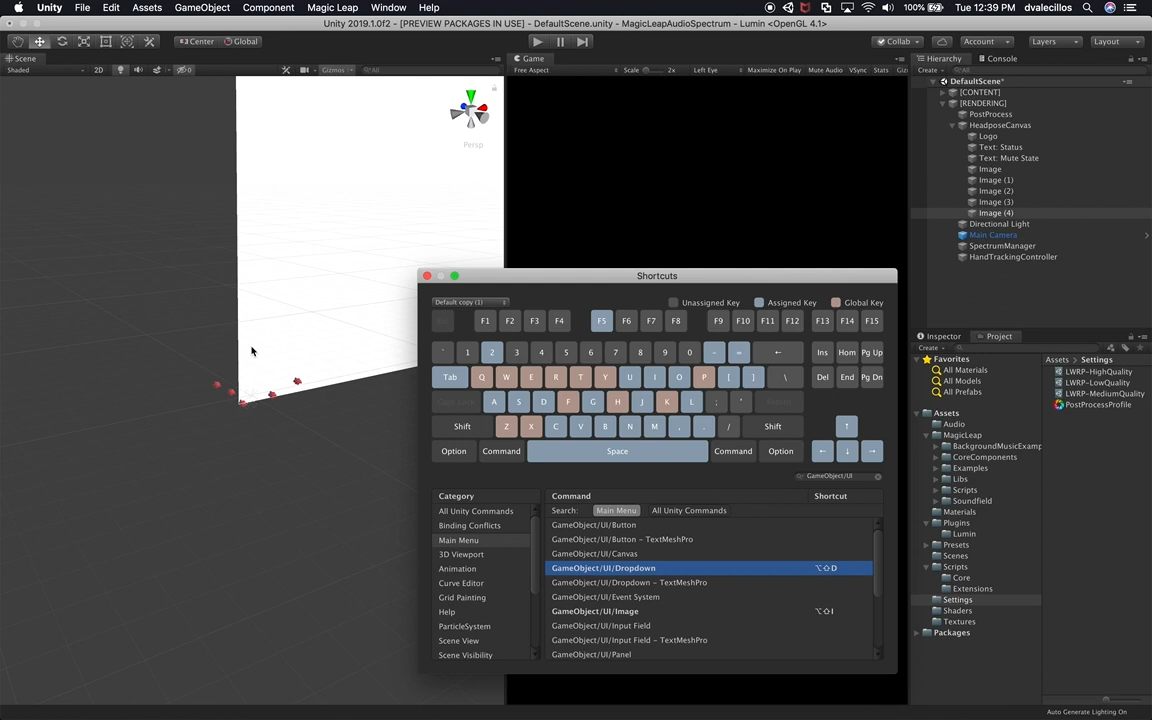 Unity File Edit Assets GameObject Component Magic Leap Window Help 100% Tue 12:39 PM dvalecillos
Unity 2019.1.0f2 - [PREVIEW PACKAGES IN USE] - DefaultScene.unity - MagicLeapAudioSpectrum - Lumin <OpenGL 4.1>
Center Global Collab Account Layers Layout
Scene Game Hierarchy Console
Shaded 2D 0 Gizmos All Free Aspect Scale 2x Left Eye Maximize On Play Mute Audio VSync Stats Giz Create All
DefaultScene*
[CONTENT]
[RENDERING]
PostProcess
HeadposeCanvas
Logo
Text: Status
Text: Mute State
Image
Image (1)
Image (2)
Image (3)
Image (4)
Directional Light
Main Camera
SpectrumManager
HandTrackingController
Persp
Shortcuts
Default copy (1) Unassigned Key Assigned Key Global Key
F1 F2 F3 F4 F5 F6 F7 F8 F9 F10 F11 F12 F13 F14 F15
` 1 2 3 4 5 6 7 8 9 0 - = ← Ins Home Pg Up
Tab Q W E R T Y U I O P [ ] \ Del End Pg Dn
A S D F G H J K L ; '
Shift Z X C V B N M , . / Shift ↑
Option Command Space Command Option ← ↓ →
GameObject/UI
Category Command Shortcut
Search: Main Menu All Unity Commands
All Unity Commands
Binding Conflicts
Main Menu
3D Viewport
Animation
Curve Editor
Grid Painting
Help
ParticleSystem
Scene View
Scene Visibility
GameObject/UI/Button
GameObject/UI/Button - TextMeshPro
GameObject/UI/Canvas
GameObject/UI/Dropdown ⌥⇧D
GameObject/UI/Dropdown - TextMeshPro
GameObject/UI/Event System
GameObject/UI/Image ⌥⇧I
GameObject/UI/Input Field
GameObject/UI/Input Field - TextMeshPro
GameObject/UI/Panel
Inspector Project
Create
Favorites
All Materials
All Models
All Prefabs
Assets
Audio
MagicLeap
BackgroundMusicExamp
CoreComponents
Examples
Libs
Scripts
Soundfield
Materials
Plugins
Lumin
Presets
Scenes
Scripts
Core
Extensions
Settings
Shaders
Textures
Packages
Assets > Settings
LWRP-HighQuality
LWRP-LowQuality
LWRP-MediumQuality
PostProcessProfile
Auto Generate Lighting On